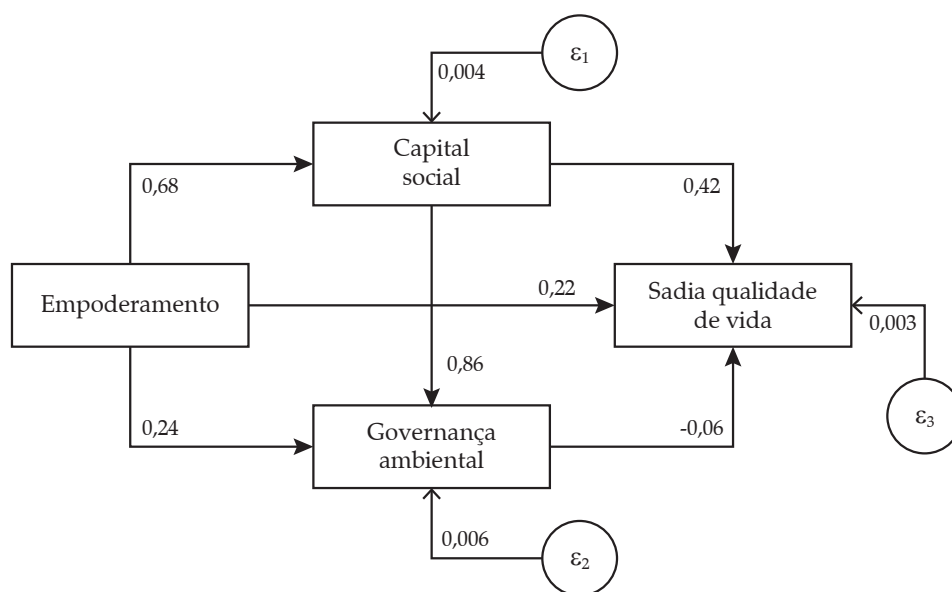 ε1
0,004
Capital
social
0,68
0,42
Empoderamento
0,22
Sadia qualidade
de vida
0,003
0,86
0,24
Governança
ambiental
-0,06
ε3
0,006
ε2